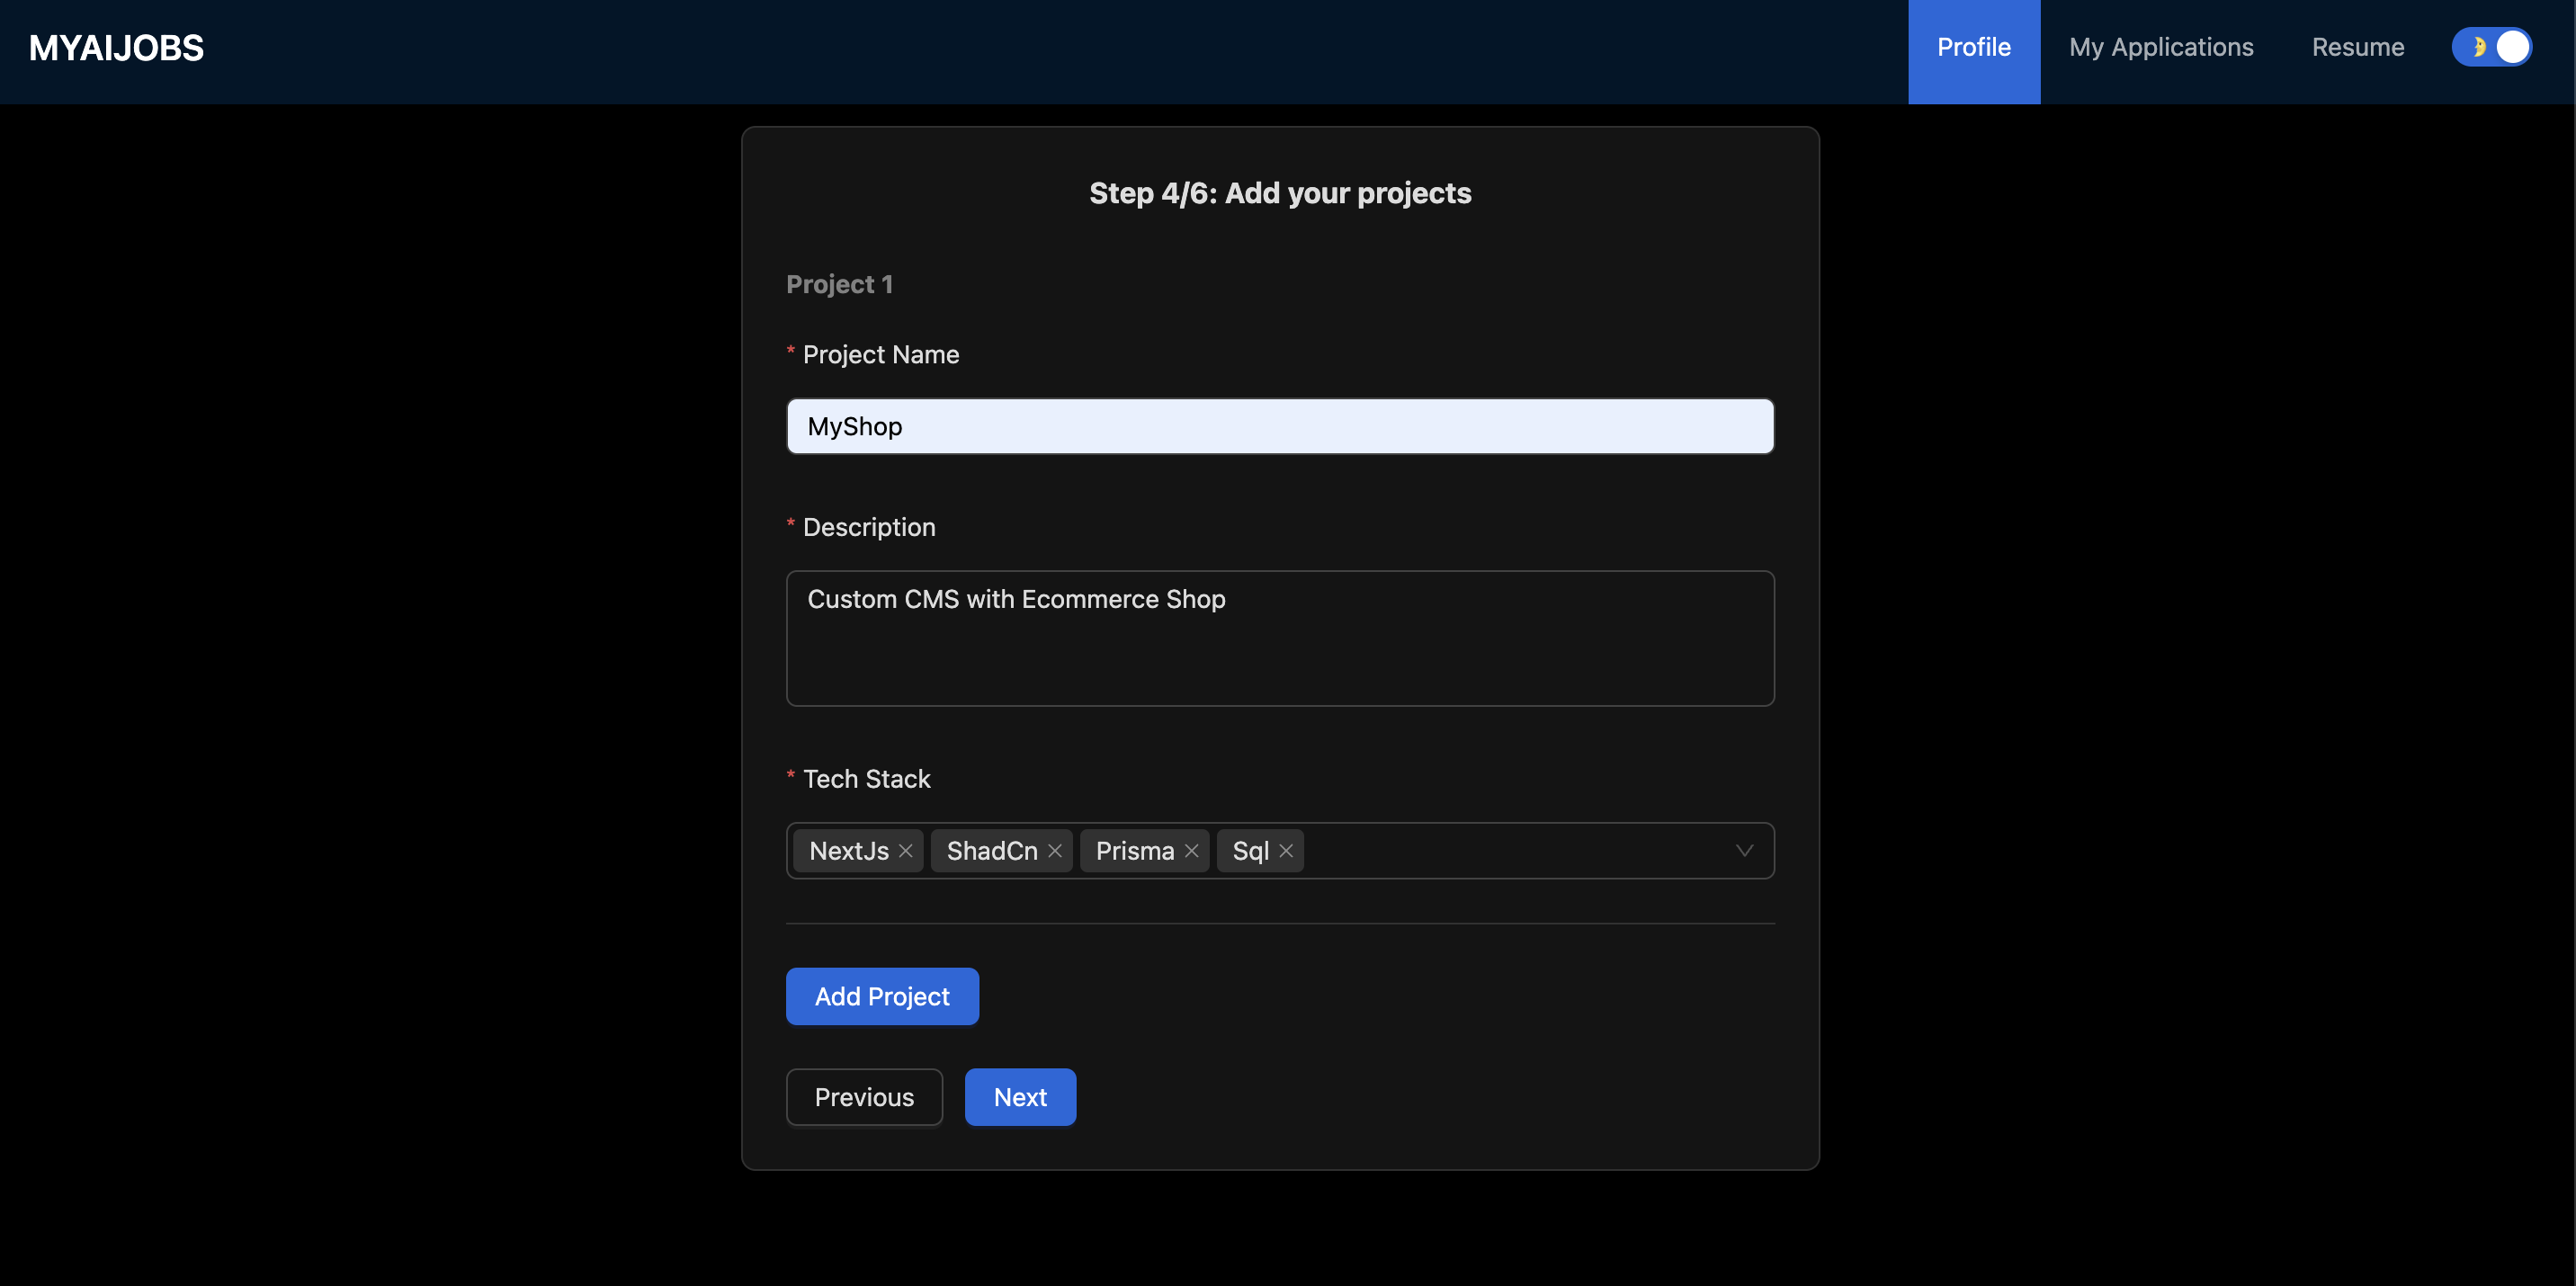 MYAIJOBS
Profile
My Applications
Resume
Step 4/6: Add your projects
Project 1
* Project Name
MyShop
* Description
Custom CMS with Ecommerce Shop
* Tech Stack
NextJs ShadCn Prisma Sql
Add Project
Previous
Next